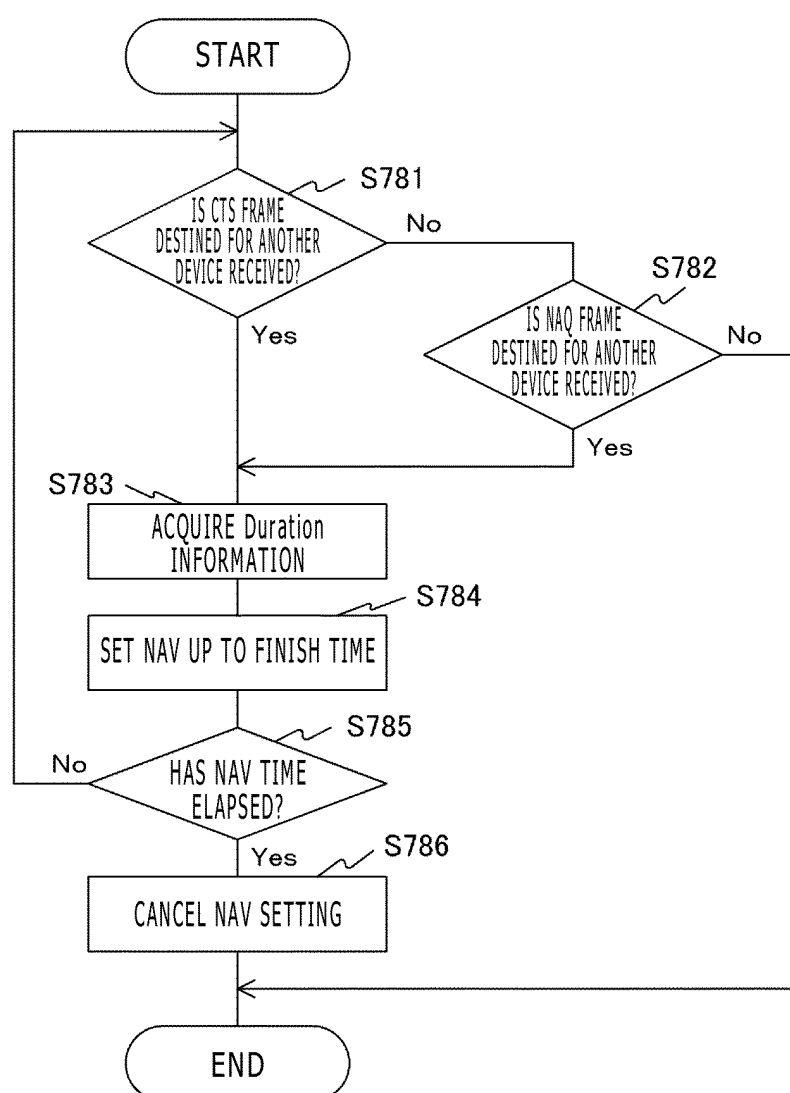 START
S781
IS CTS FRAME
DESTINED FOR ANOTHER
DEVICE RECEIVED?
No
Yes
S782
IS NAQ FRAME
DESTINED FOR ANOTHER
DEVICE RECEIVED?
No
Yes
S783
ACQUIRE Duration
INFORMATION
S784
SET NAV UP TO FINISH TIME
S785
HAS NAV TIME
ELAPSED?
No
Yes
S786
CANCEL NAV SETTING
END